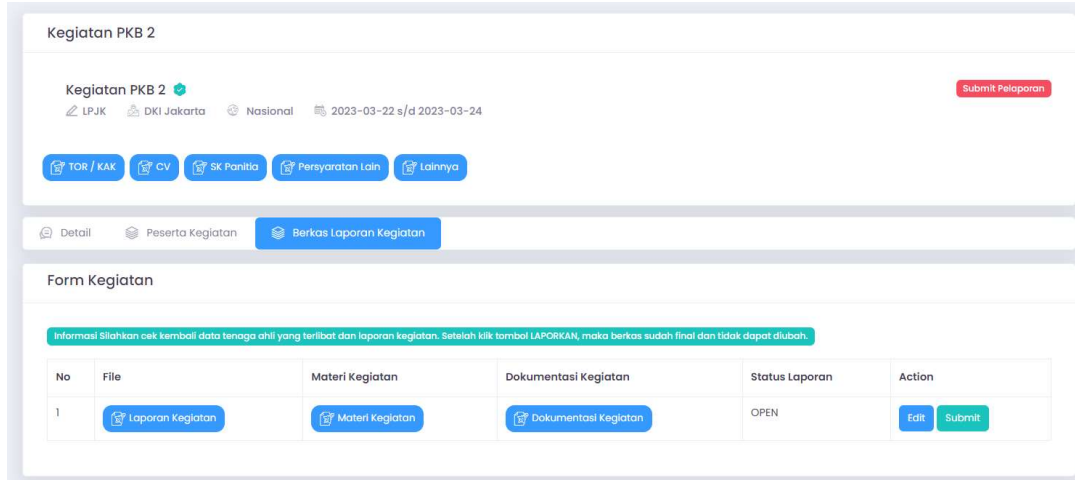 Kegiatan PKB 2
Kegiatan PKB 2
Submit Pelaporan
LPJK DKI Jakarta Nasional 2023-03-22 s/d 2023-03-24
TOR / KAK CV SK Panitia Persyaratan Lain Lainnya
Detail Peserta Kegiatan Berkas Laporan Kegiatan
Form Kegiatan
Informasi Silahkan cek kembali data tenaga ahli yang terlibat dan laporan kegiatan. Setelah klik tombol LAPORKAN, maka berkas sudah final dan tidak dapat diubah.
No File Materi Kegiatan Dokumentasi Kegiatan Status Laporan Action
1 Laporan Kegiatan Materi Kegiatan Dokumentasi Kegiatan OPEN Edit Submit